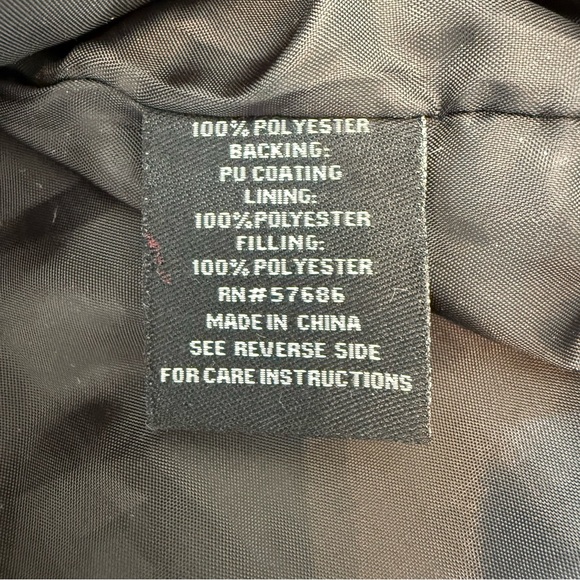 100% POLYESTER
BACKING:
PU COATING
LINING:
100%POLYESTER
FILLING:
100% POLYESTER
RN#57686
MADE IN CHINA
SEE REVERSE SIDE
FOR CARE INSTRUCTIONS